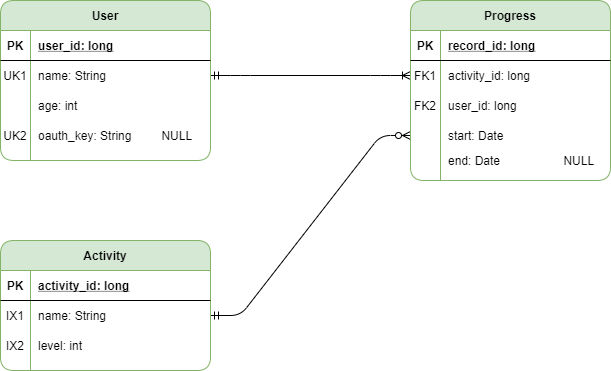 User
PK user_id: long
UK1 name: String
age: int
UK2 oauth_key: String NULL
Progress
PK record_id: long
FK1 activity_id: long
FK2 user_id: long
start: Date
end: Date NULL
Activity
PK activity_id: long
IX1 name: String
IX2 level: int